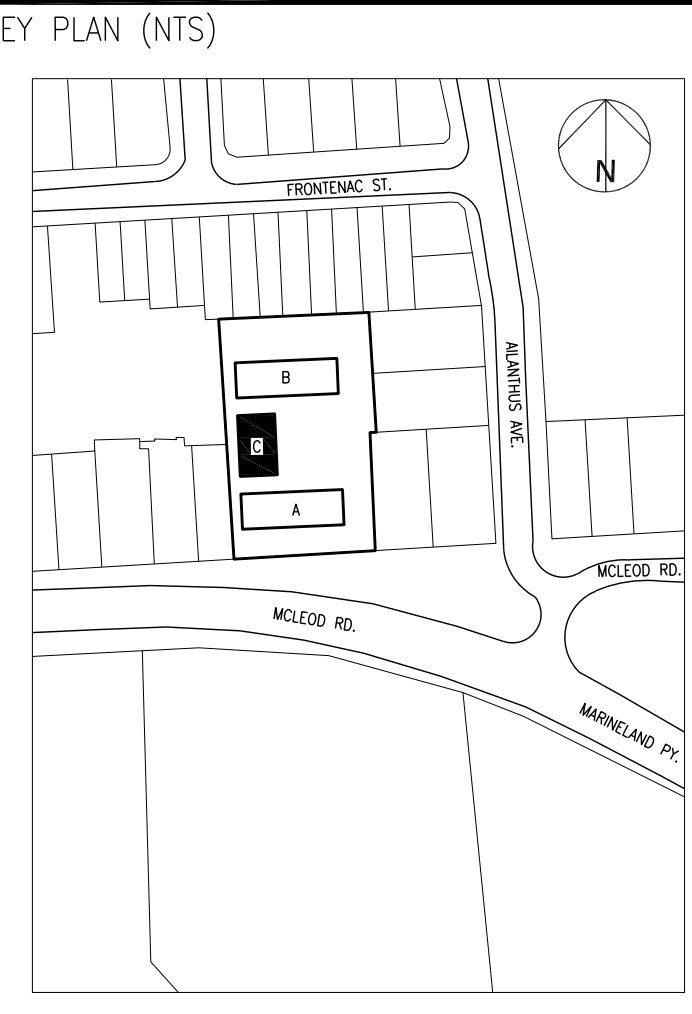 EY PLAN (NTS)
N
FRONTENAC ST.
AILANTHUS AVE.
B
C
A
MCLEOD RD.
MCLEOD RD.
MARINELAND PY.